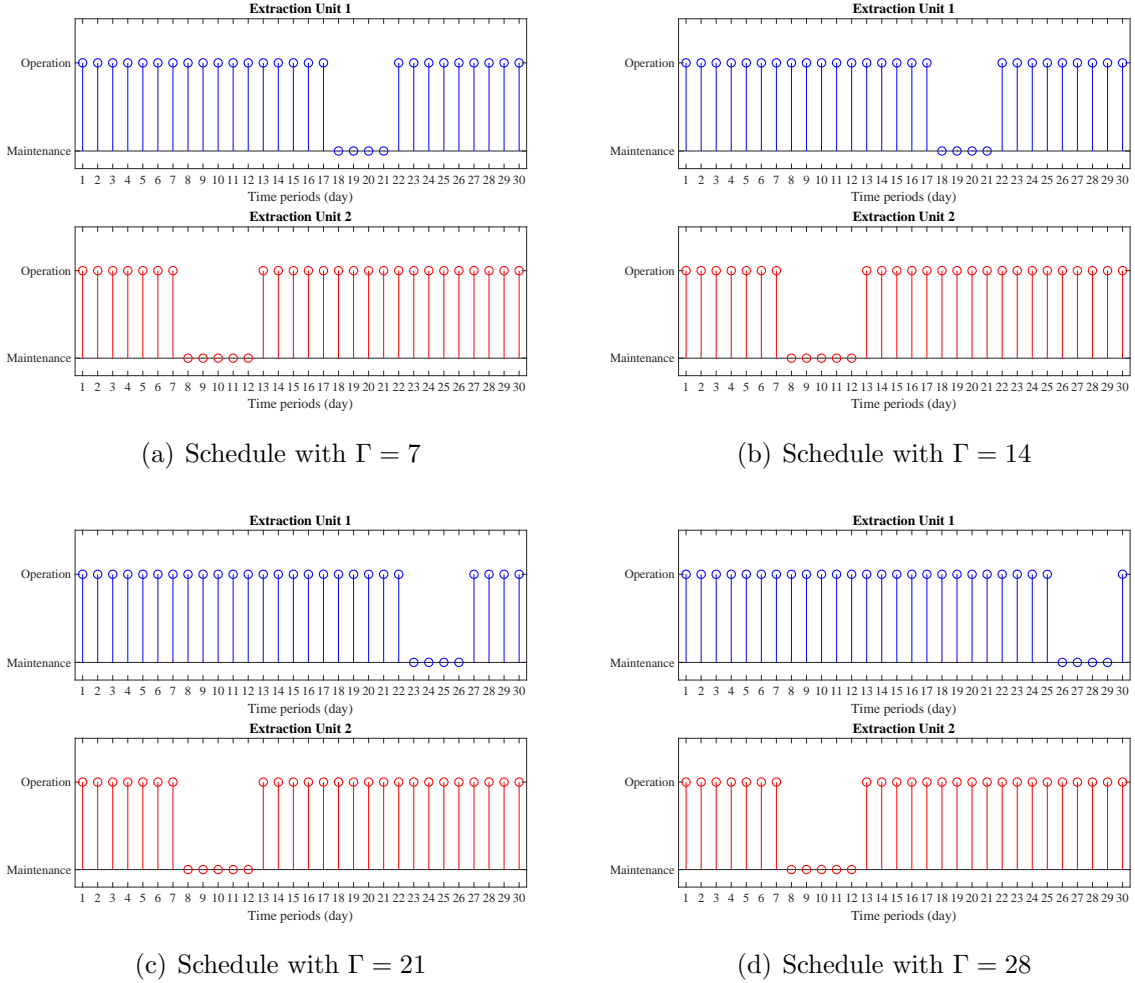 Extraction Unit 1
Operation
Maintenance
1 2 3 4 5 6 7 8 9 10 11 12 13 14 15 16 17 18 19 20 21 22 23 24 25 26 27 28 29 30
Time periods (day)
Extraction Unit 2
Operation
Maintenance
1 2 3 4 5 6 7 8 9 10 11 12 13 14 15 16 17 18 19 20 21 22 23 24 25 26 27 28 29 30
Time periods (day)
(a) Schedule with Γ = 7
Extraction Unit 1
Operation
Maintenance
1 2 3 4 5 6 7 8 9 10 11 12 13 14 15 16 17 18 19 20 21 22 23 24 25 26 27 28 29 30
Time periods (day)
Extraction Unit 2
Operation
Maintenance
1 2 3 4 5 6 7 8 9 10 11 12 13 14 15 16 17 18 19 20 21 22 23 24 25 26 27 28 29 30
Time periods (day)
(b) Schedule with Γ = 14
Extraction Unit 1
Operation
Maintenance
1 2 3 4 5 6 7 8 9 10 11 12 13 14 15 16 17 18 19 20 21 22 23 24 25 26 27 28 29 30
Time periods (day)
Extraction Unit 2
Operation
Maintenance
1 2 3 4 5 6 7 8 9 10 11 12 13 14 15 16 17 18 19 20 21 22 23 24 25 26 27 28 29 30
Time periods (day)
(c) Schedule with Γ = 21
Extraction Unit 1
Operation
Maintenance
1 2 3 4 5 6 7 8 9 10 11 12 13 14 15 16 17 18 19 20 21 22 23 24 25 26 27 28 29 30
Time periods (day)
Extraction Unit 2
Operation
Maintenance
1 2 3 4 5 6 7 8 9 10 11 12 13 14 15 16 17 18 19 20 21 22 23 24 25 26 27 28 29 30
Time periods (day)
(d) Schedule with Γ = 28